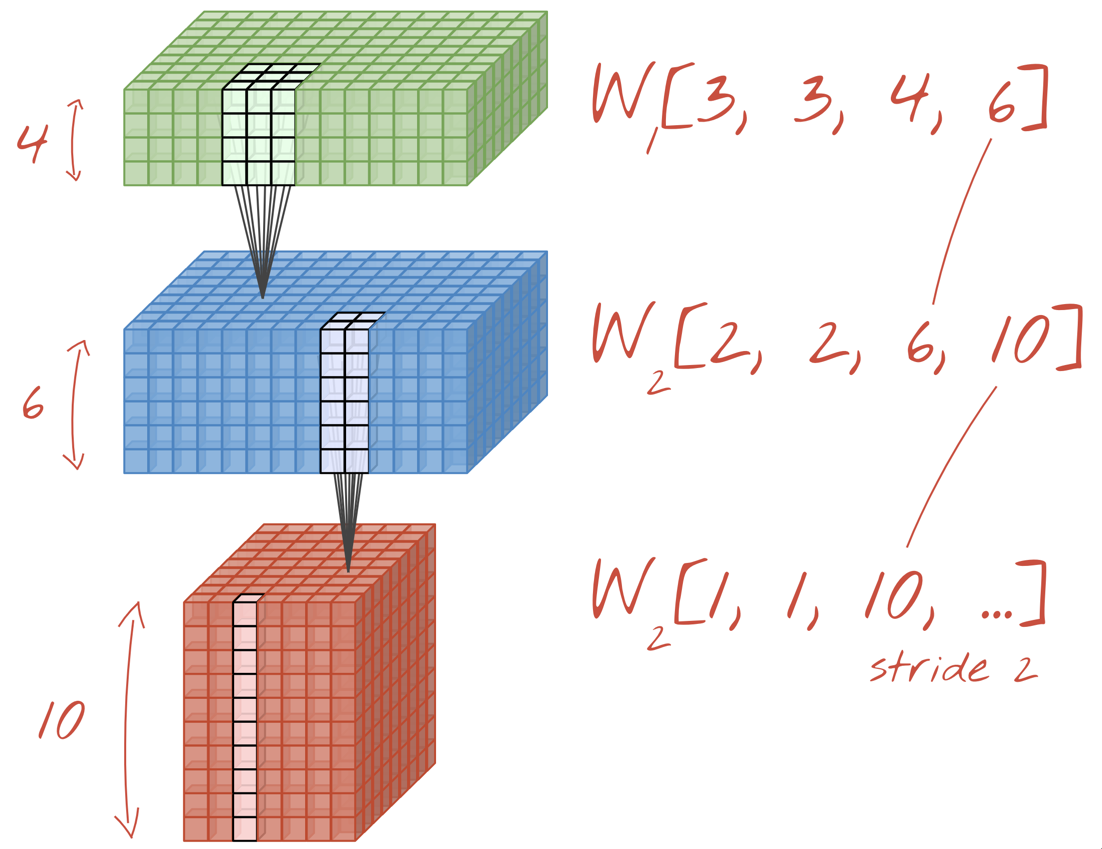 4
W1[3, 3, 4, 6]
6
W2[2, 2, 6, 10]
10
W2[1, 1, 10, ...]
stride 2